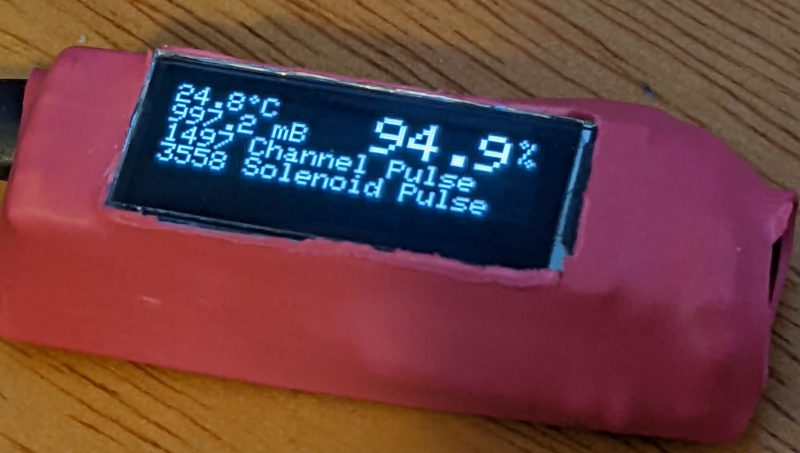 24.8°C
997.2 mB
94.9%
1497 Channel Pulse
3558 Solenoid Pulse